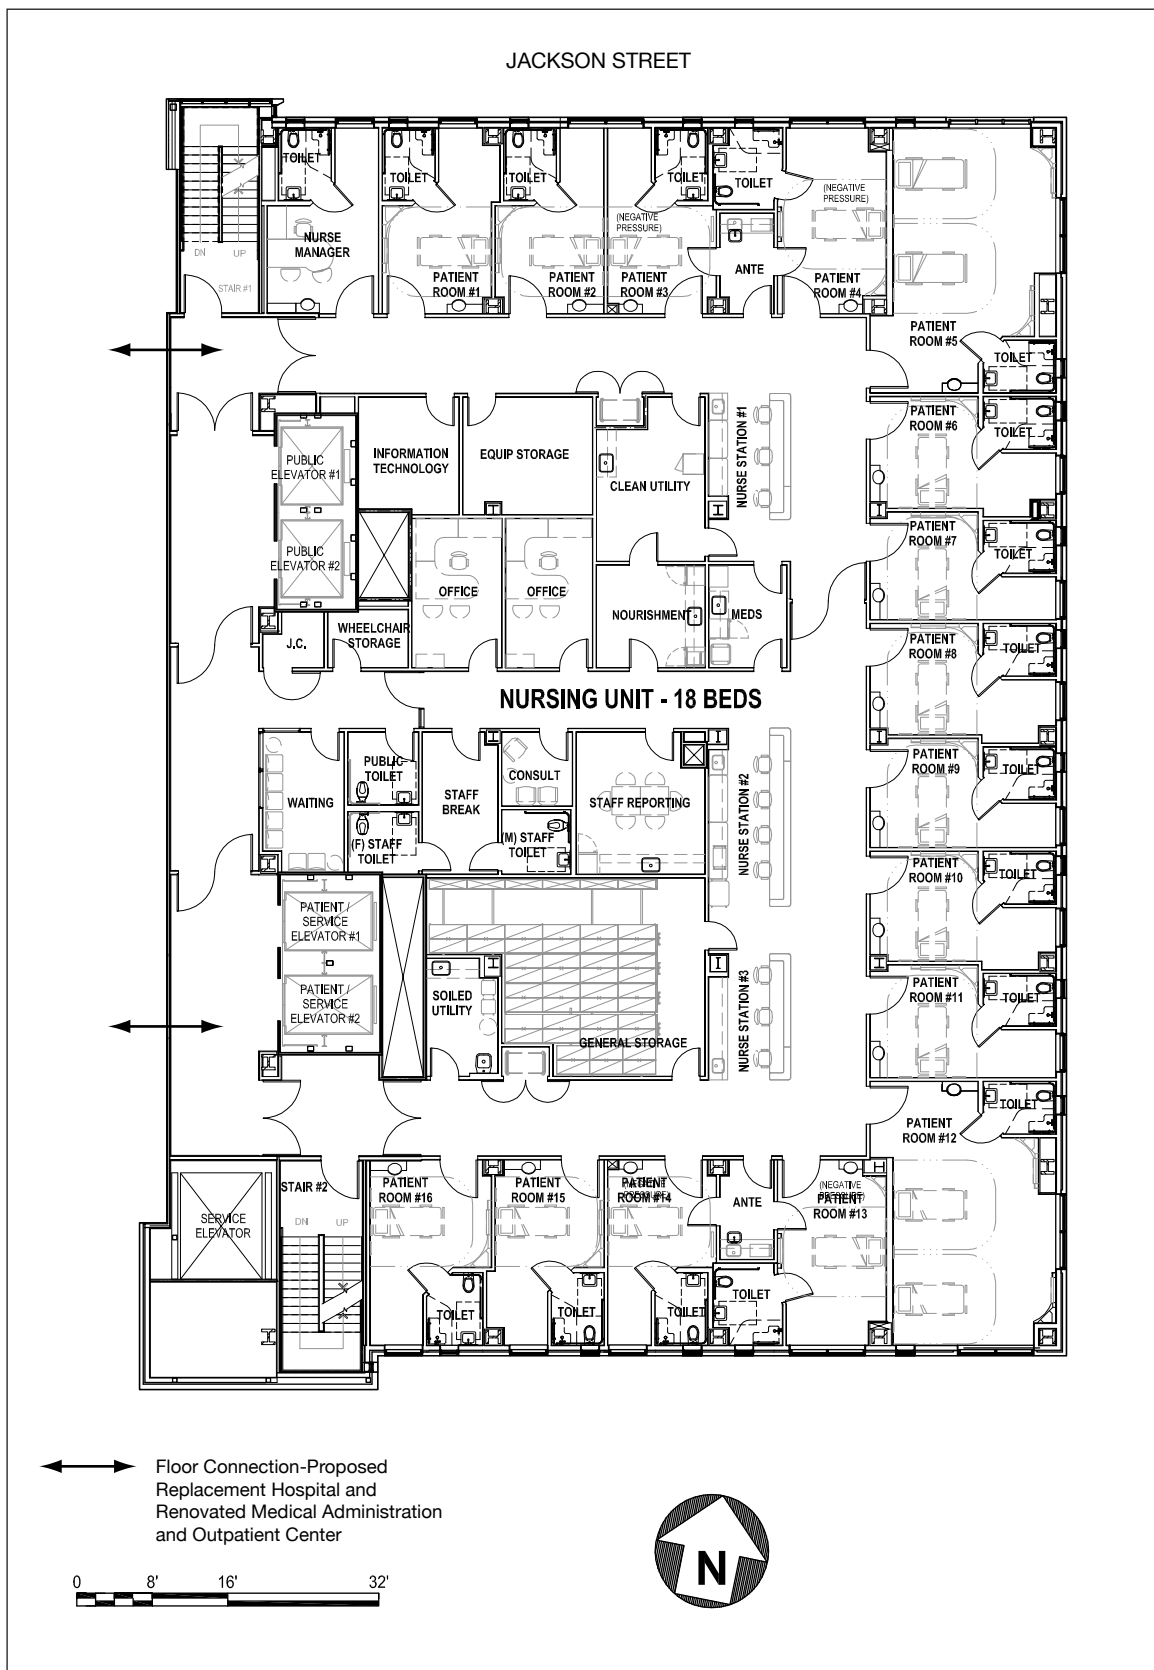 JACKSON STREET
TOILET
TOILET
TOILET
TOILET
TOILET
(NEGATIVE
PRESSURE)
(NEGATIVE
PRESSURE)
NURSE
MANAGER
DN
UP
STAIR #1
PATIENT
ROOM #1
PATIENT
ROOM #2
PATIENT
ROOM #3
ANTE
PATIENT
ROOM #4
PATIENT
ROOM #5
TOILET
PATIENT
ROOM #6
TOILET
PUBLIC
ELEVATOR #1
INFORMATION
TECHNOLOGY
EQUIP STORAGE
CLEAN UTILITY
NURSE STATION #1
PATIENT
ROOM #7
TOILET
PUBLIC
ELEVATOR #2
OFFICE
OFFICE
NOURISHMENT
MEDS
J.C.
WHEELCHAIR
STORAGE
PATIENT
ROOM #8
TOILET
NURSING UNIT - 18 BEDS
WAITING
PUBLIC
TOILET
STAFF
BREAK
CONSULT
STAFF REPORTING
NURSE STATION #2
PATIENT
ROOM #9
TOILET
(F) STAFF
TOILET
(M) STAFF
TOILET
PATIENT
ROOM #10
TOILET
PATIENT /
SERVICE
ELEVATOR #1
PATIENT /
SERVICE
ELEVATOR #2
SOILED
UTILITY
GENERAL STORAGE
NURSE STATION #3
PATIENT
ROOM #11
TOILET
PATIENT
ROOM #12
TOILET
STAIR #2
SERVICE
ELEVATOR
DN
UP
PATIENT
ROOM #16
PATIENT
ROOM #15
PATIENT
(NEGATIVE
PRESSURE)
ROOM #14
ANTE
(NEGATIVE
PRESSURE)
PATIENT
ROOM #13
TOILET
TOILET
TOILET
TOILET
Floor Connection-Proposed
Replacement Hospital and
Renovated Medical Administration
and Outpatient Center
0 8' 16' 32'
N